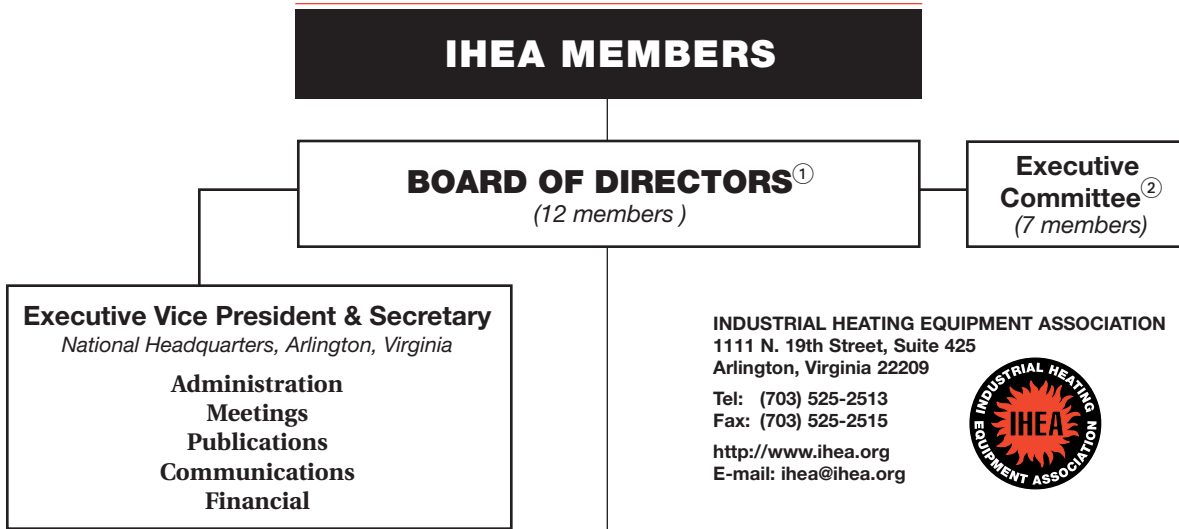 IHEA MEMBERS
BOARD OF DIRECTORS①
(12 members )
Executive
Committee②
(7 members)
Executive Vice President & Secretary
National Headquarters, Arlington, Virginia
Administration
Meetings
Publications
Communications
Financial
INDUSTRIAL HEATING EQUIPMENT ASSOCIATION
1111 N. 19th Street, Suite 425
Arlington, Virginia 22209
Tel: (703) 525-2513
Fax: (703) 525-2515
http://www.ihea.org
E-mail: ihea@ihea.org
INDUSTRIAL HEATING
IHEA
EQUIPMENT ASSOCIATION